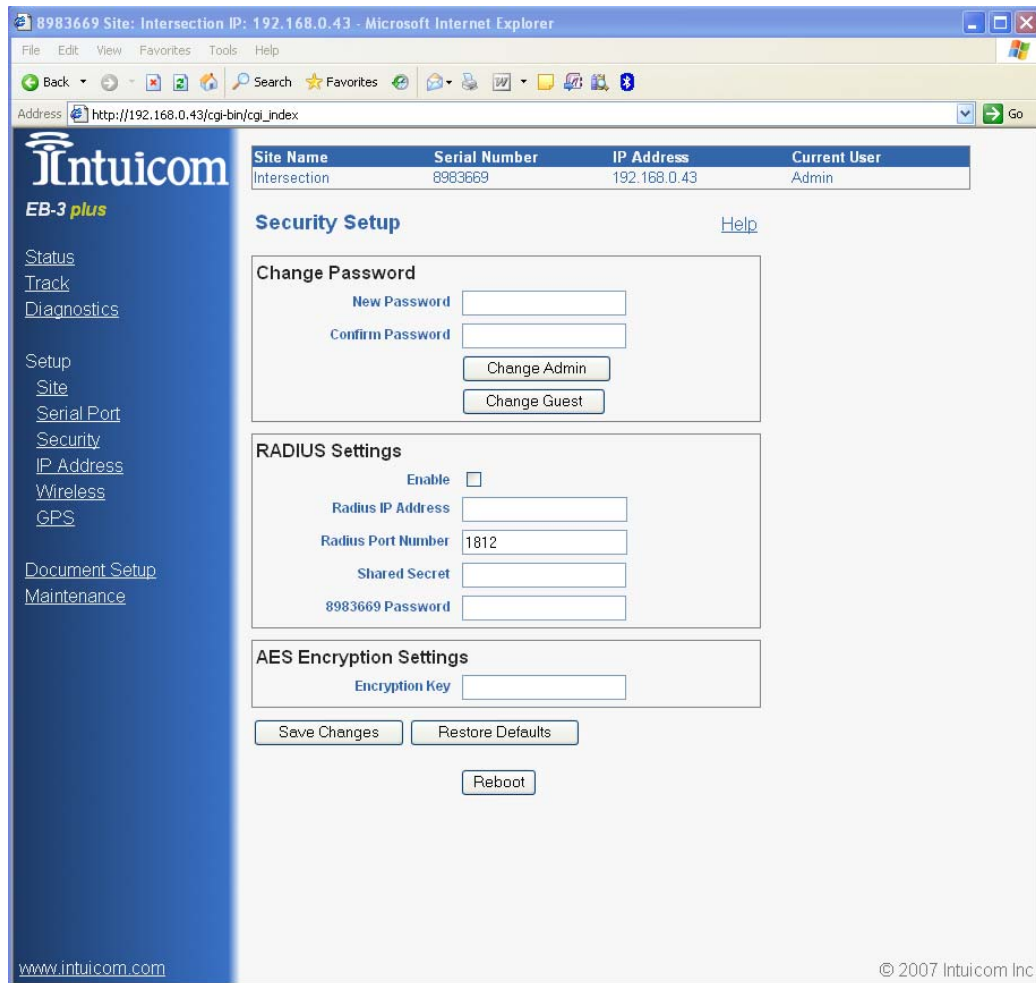 8983669 Site: Intersection IP: 192.168.0.43 - Microsoft Internet Explorer
File Edit View Favorites Tools Help
Back Search Favorites
Address http://192.168.0.43/cgi-bin/cgi_index Go
Intuicom
EB-3 plus
Status
Track
Diagnostics
Setup
Site
Serial Port
Security
IP Address
Wireless
GPS
Document Setup
Maintenance
www.intuicom.com
Site Name Serial Number IP Address Current User
Intersection 8983669 192.168.0.43 Admin
Security Setup Help
Change Password
New Password
Confirm Password
Change Admin
Change Guest
RADIUS Settings
Enable
Radius IP Address
Radius Port Number 1812
Shared Secret
8983669 Password
AES Encryption Settings
Encryption Key
Save Changes Restore Defaults
Reboot
© 2007 Intuicom Inc